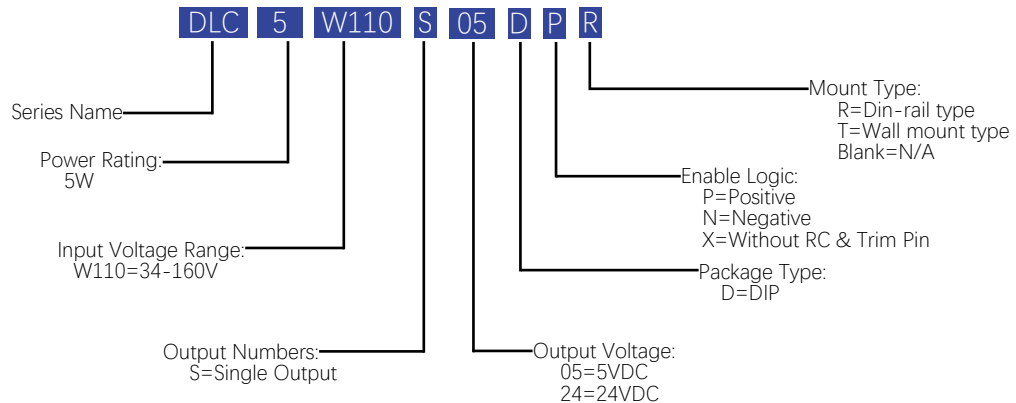 DLC 5 W110 S 05 D P R
Mount Type:
R=Din-rail type
T=Wall mount type
Blank=N/A
Series Name
Power Rating:
5W
Enable Logic:
P=Positive
N=Negative
X=Without RC & Trim Pin
Input Voltage Range:
W110=34-160V
Package Type:
D=DIP
Output Numbers:
S=Single Output
Output Voltage:
05=5VDC
24=24VDC